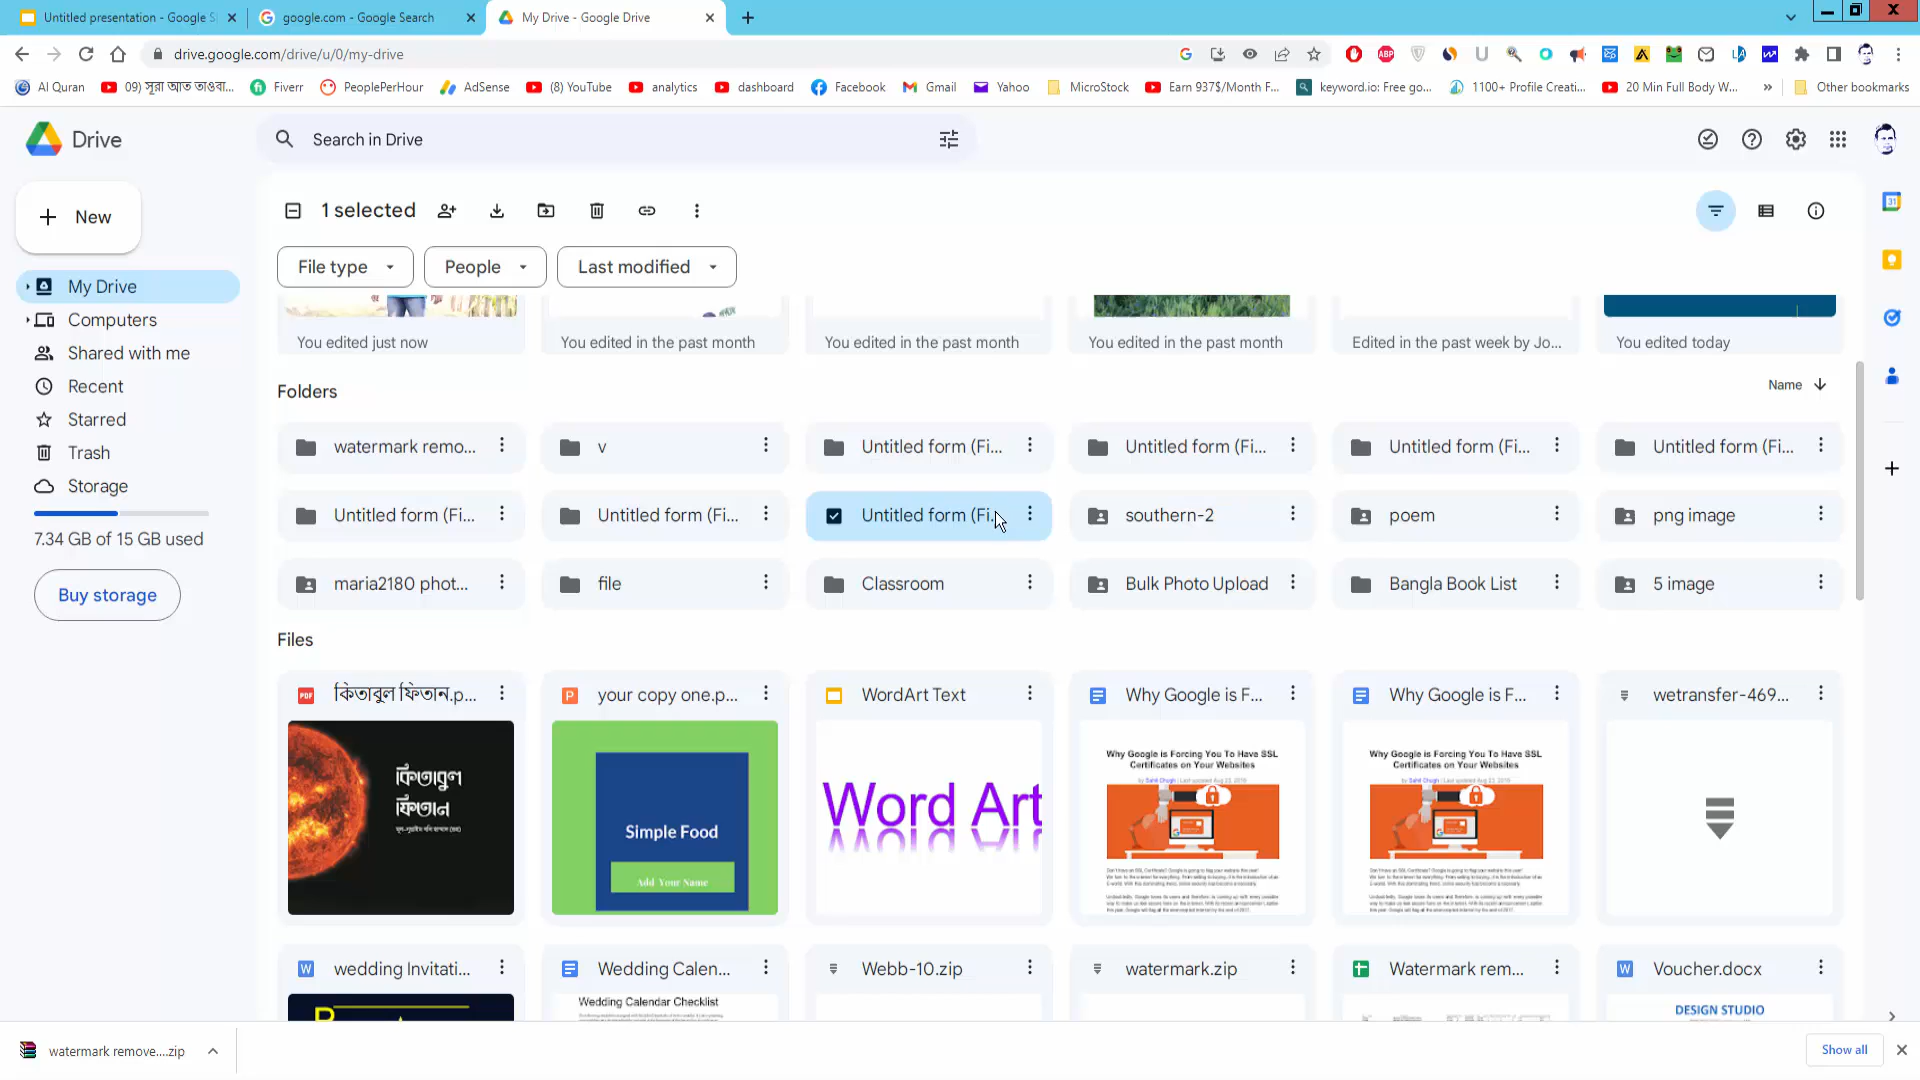 Untitled presentation - Google S
google.com - Google Search
My Drive - Google Drive
drive.google.com/drive/u/0/my-drive
Al Quran
09) সূরা আত তাওবা...
Fiverr
PeoplePerHour
AdSense
(8) YouTube
analytics
dashboard
Facebook
Gmail
Yahoo
MicroStock
Earn 937$/Month F...
keyword.io: Free go...
1100+ Profile Creati...
20 Min Full Body W...
Other bookmarks
Drive
Search in Drive
New
1 selected
File type
People
Last modified
My Drive
Computers
Shared with me
Recent
Starred
Trash
Storage
7.34 GB of 15 GB used
Buy storage
You edited just now
You edited in the past month
You edited in the past month
You edited in the past month
Edited in the past week by Jo...
You edited today
Folders
Name
watermark remo...
v
Untitled form (Fi...
Untitled form (Fi...
Untitled form (Fi...
Untitled form (Fi...
Untitled form (Fi...
Untitled form (Fi...
Untitled form (Fi...
southern-2
poem
png image
maria2180 phot...
file
Classroom
Bulk Photo Upload
Bangla Book List
5 image
Files
কিতাবুল ফিতান.p...
your copy one.p...
WordArt Text
Why Google is F...
Why Google is F...
wetransfer-469...
কিতাবুল
ফিতান
Simple Food
Add Your Name
Word Art
Why Google is Forcing You To Have SSL
Certificates on Your Websites
Why Google is Forcing You To Have SSL
Certificates on Your Websites
wedding Invitati...
Wedding Calen...
Webb-10.zip
watermark.zip
Watermark rem...
Voucher.docx
Wedding Calendar Checklist
DESIGN STUDIO
watermark remove....zip
Show all